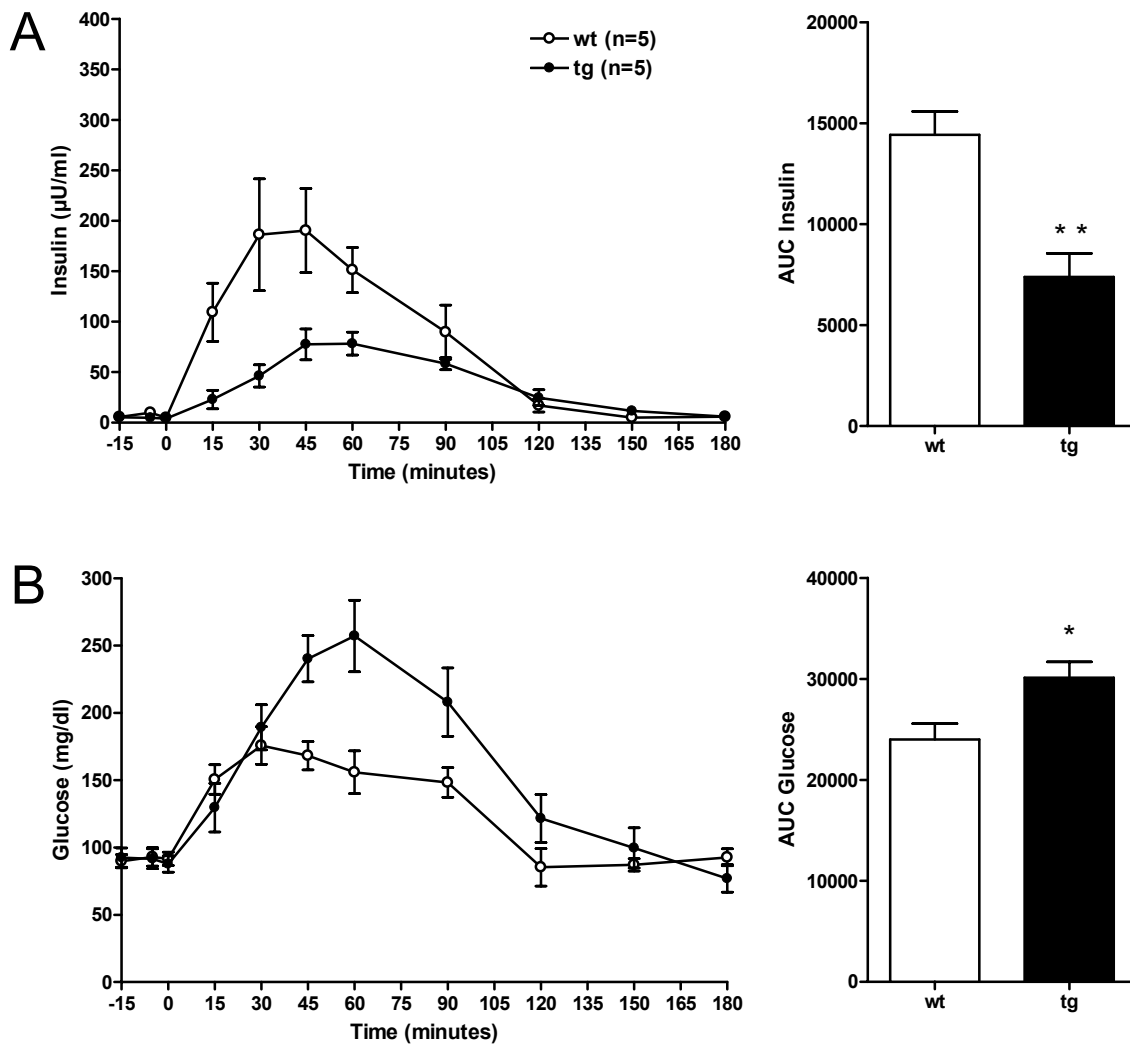 A
400
350
300
250
200
150
100
50
0
Insulin (µU/ml)
wt (n=5)
tg (n=5)
-15 0 15 30 45 60 75 90 105 120 135 150 165 180
Time (minutes)
20000
15000
10000
5000
0
AUC Insulin
* *
wt tg
B
300
250
200
150
100
50
0
Glucose (mg/dl)
-15 0 15 30 45 60 75 90 105 120 135 150 165 180
Time (minutes)
40000
30000
20000
10000
0
AUC Glucose
*
wt tg